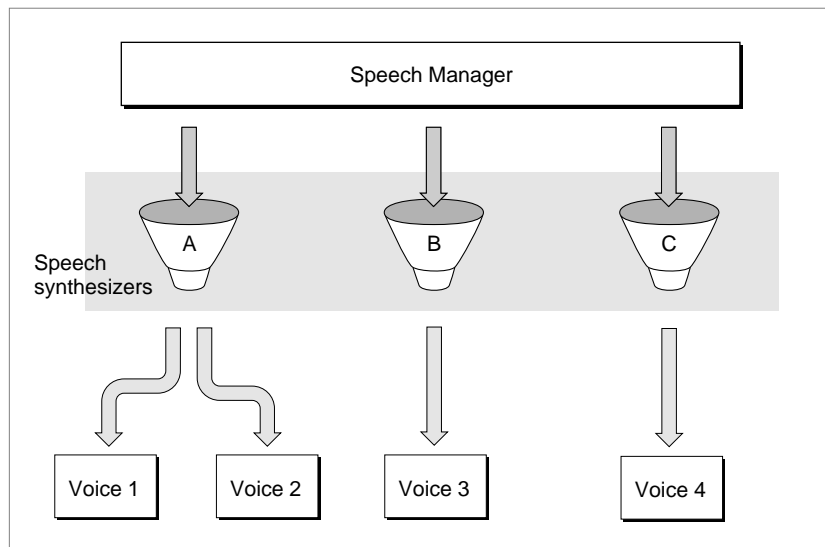 Speech Manager
A
B
C
Speech
synthesizers
Voice 1
Voice 2
Voice 3
Voice 4